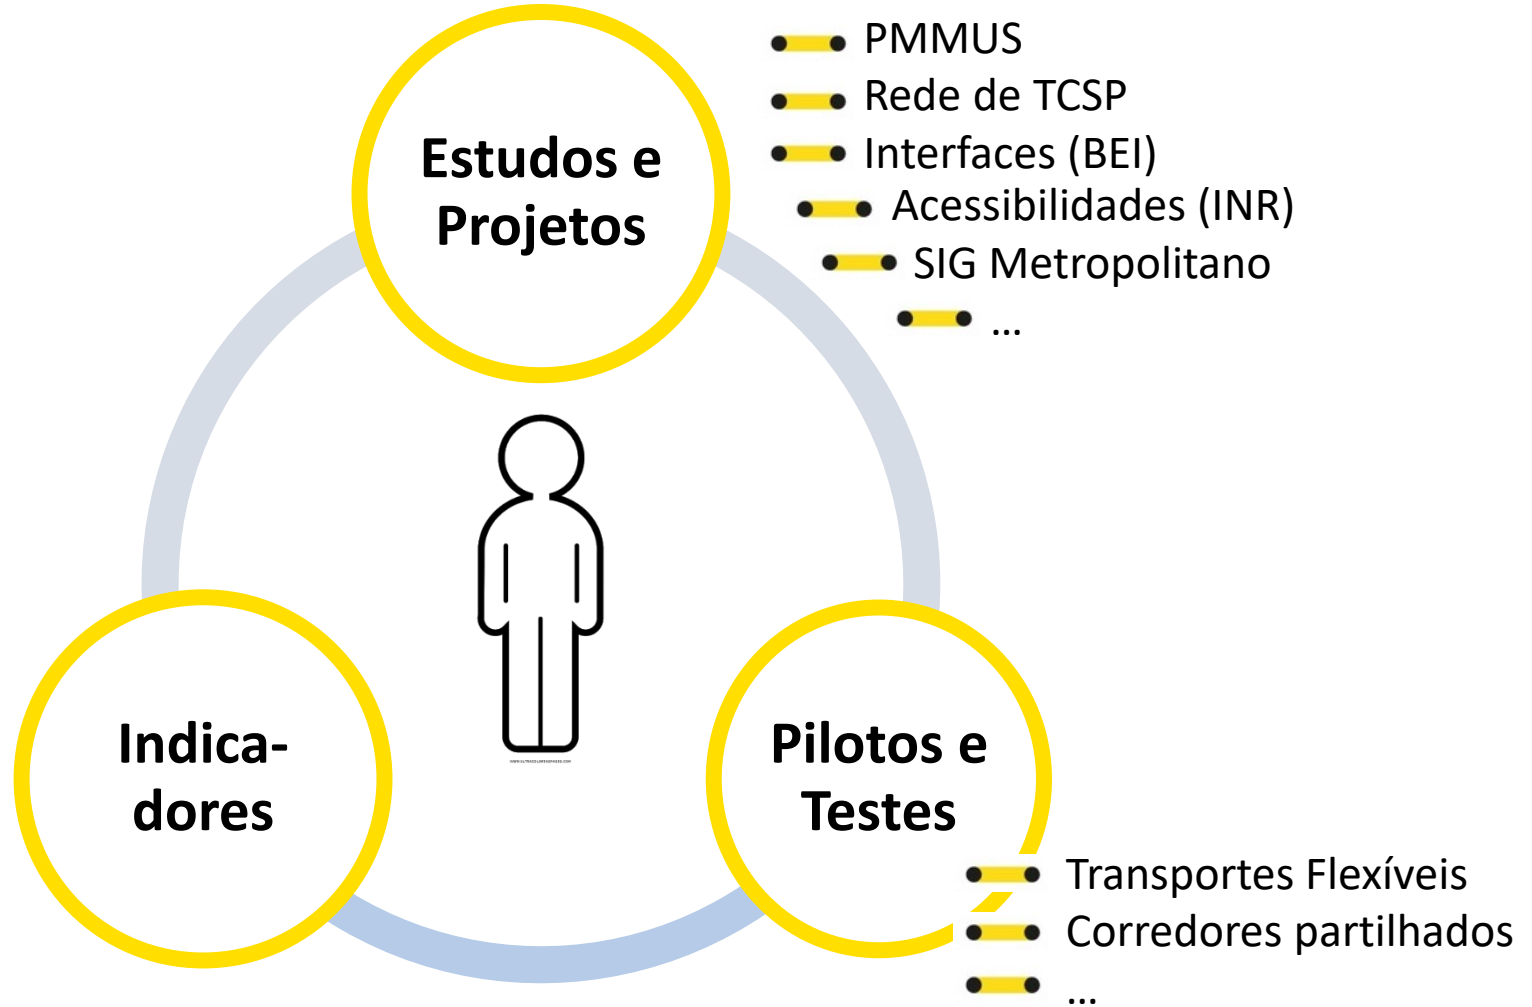 Estudos e
Projetos
PMMUS
Rede de TCSP
Interfaces (BEI)
Acessibilidades (INR)
SIG Metropolitano
...
Indica-
dores
Pilotos e
Testes
Transportes Flexíveis
Corredores partilhados
...